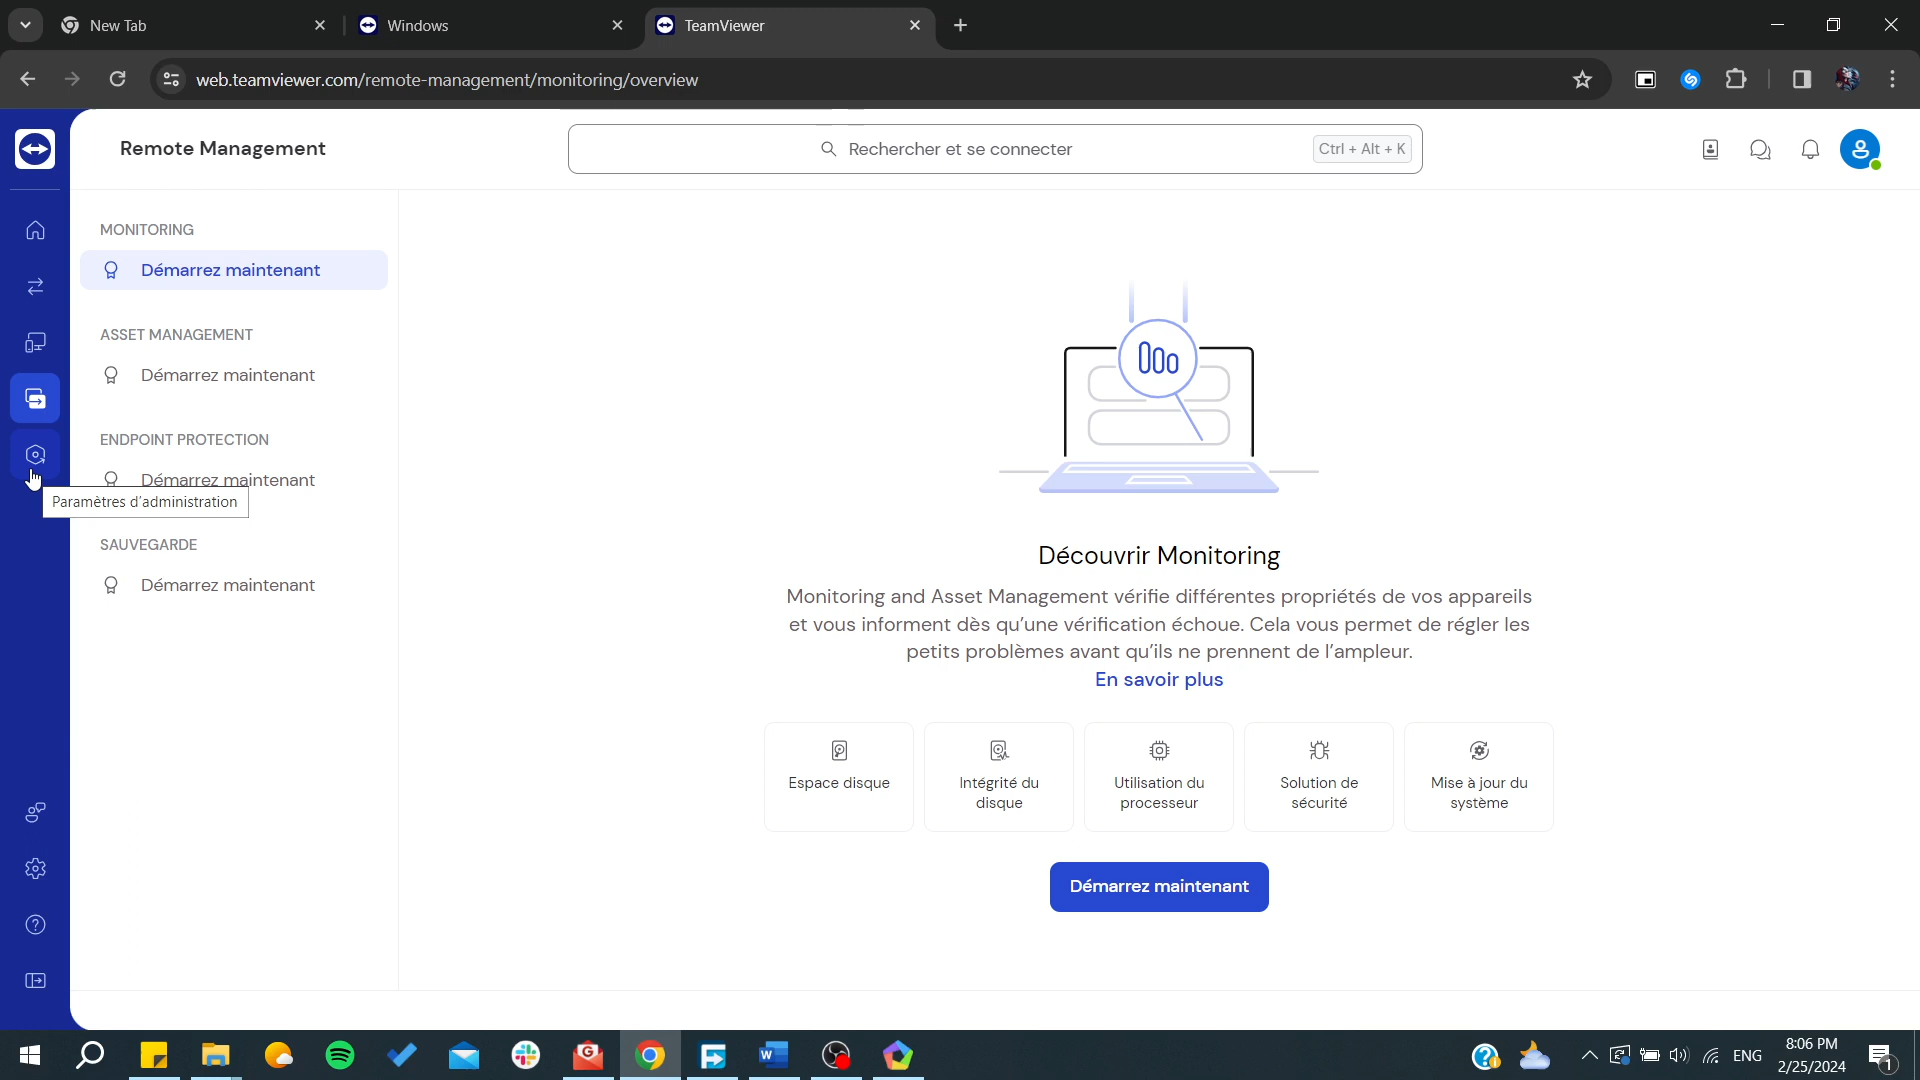 New Tab
Windows
TeamViewer
web.teamviewer.com/remote-management/monitoring/overview
Remote Management
Rechercher et se connecter
Ctrl + Alt + K
MONITORING
Démarrez maintenant
ASSET MANAGEMENT
Démarrez maintenant
ENDPOINT PROTECTION
Démarrez maintenant
Paramètres d'administration
SAUVEGARDE
Démarrez maintenant
Découvrir Monitoring
Monitoring and Asset Management vérifie différentes propriétés de vos appareils
et vous informent dès qu'une vérification échoue. Cela vous permet de régler les
petits problèmes avant qu'ils ne prennent de l'ampleur.
En savoir plus
Espace disque
Intégrité du
disque
Utilisation du
processeur
Solution de
sécurité
Mise à jour du
système
Démarrez maintenant
ENG
8:06 PM
2/25/2024
1